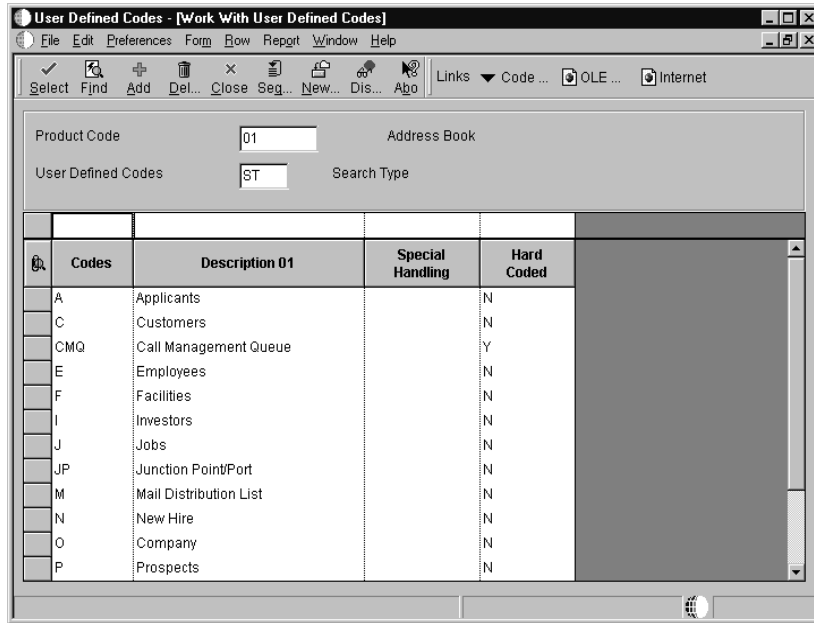 User Defined Codes - [Work With User Defined Codes]
File Edit Preferences Form Row Report Window Help
Select Find Add Del... Close Seq... New... Dis... Abo Links Code ... OLE ... Internet
Product Code 01 Address Book
User Defined Codes ST Search Type
Codes Description 01 Special Handling Hard Coded
A Applicants N
C Customers N
CMQ Call Management Queue Y
E Employees N
F Facilities N
I Investors N
J Jobs N
JP Junction Point/Port N
M Mail Distribution List N
N New Hire N
O Company N
P Prospects N